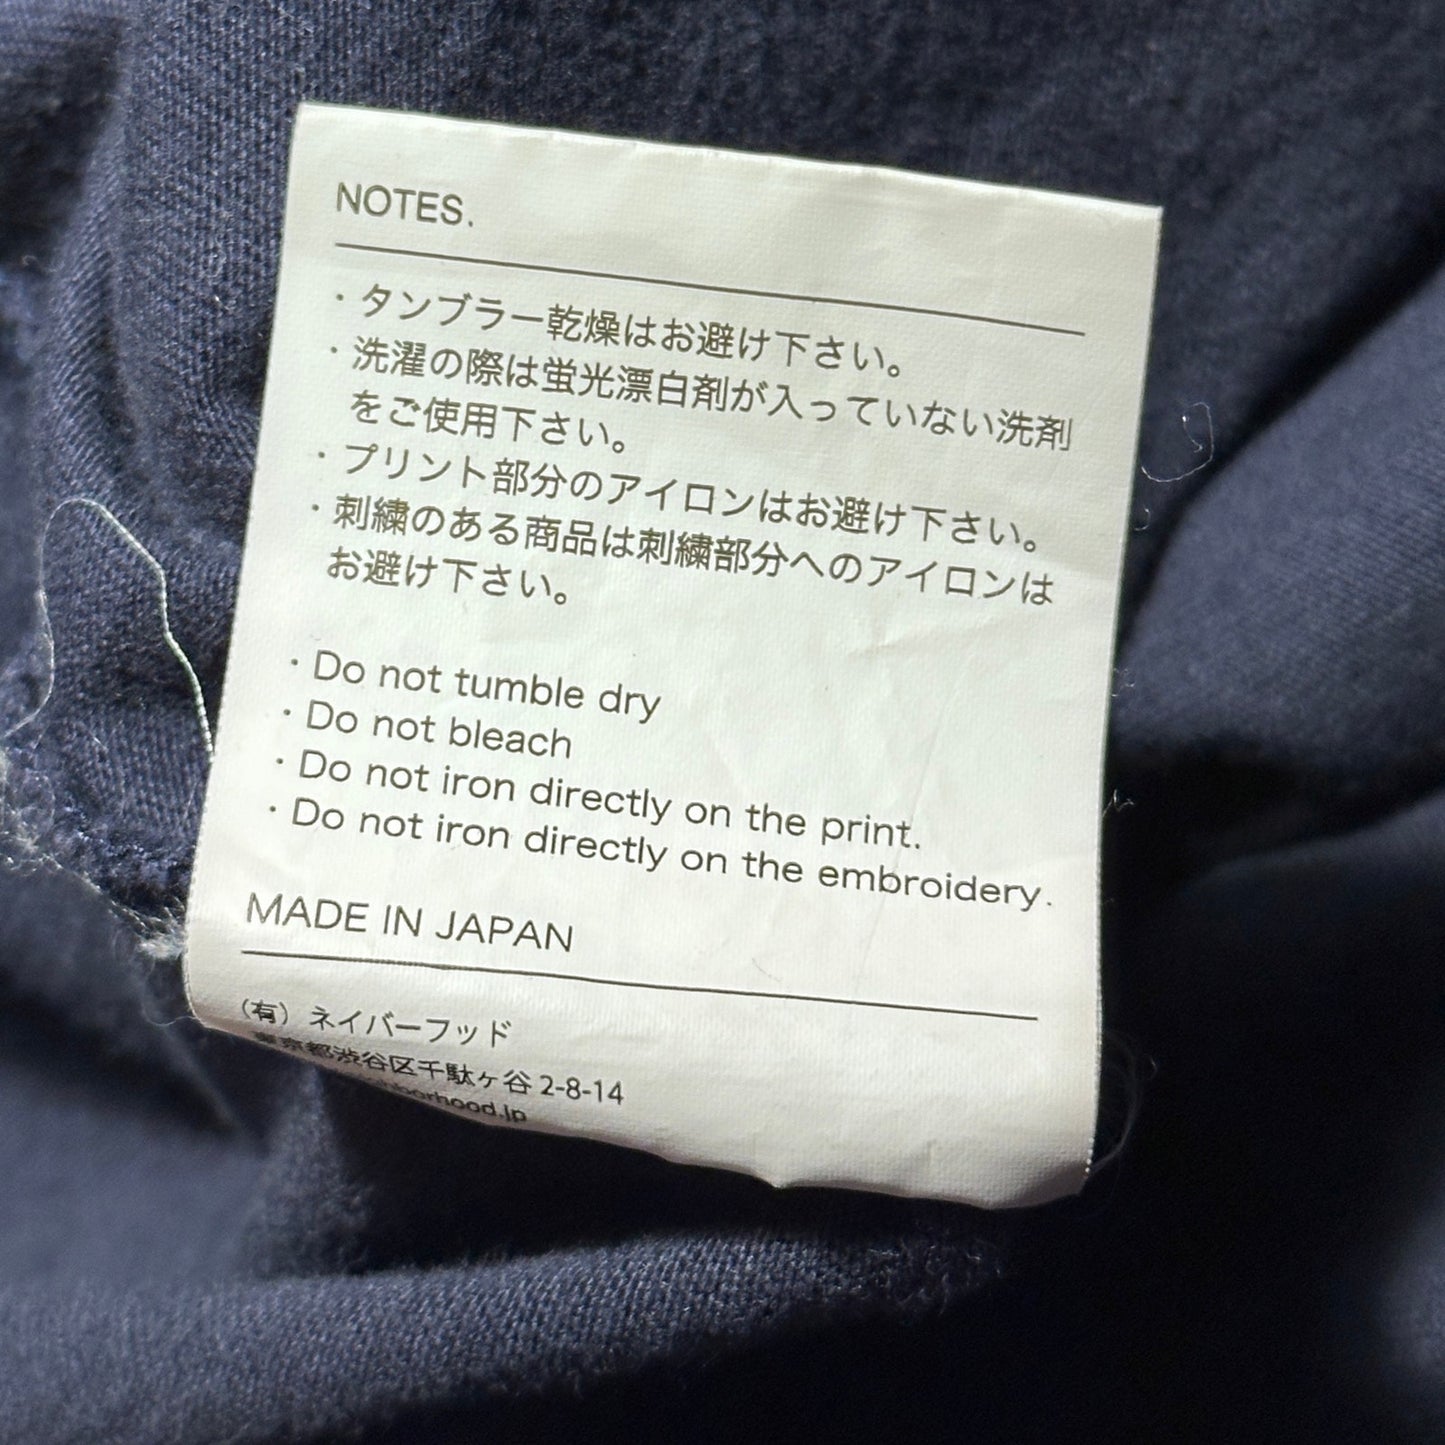 NOTES.
・タンブラー乾燥はお避け下さい。
・洗濯の際は蛍光漂白剤が入っていない洗剤
をご使用下さい。
・プリント部分のアイロンはお避け下さい。
・刺繍のある商品は刺繍部分へのアイロンは
お避け下さい。
・Do not tumble dry
・Do not bleach
・Do not iron directly on the print.
・Do not iron directly on the embroidery.
MADE IN JAPAN
(有) ネイバーフッド
東京都渋谷区千駄ヶ谷 2-8-14